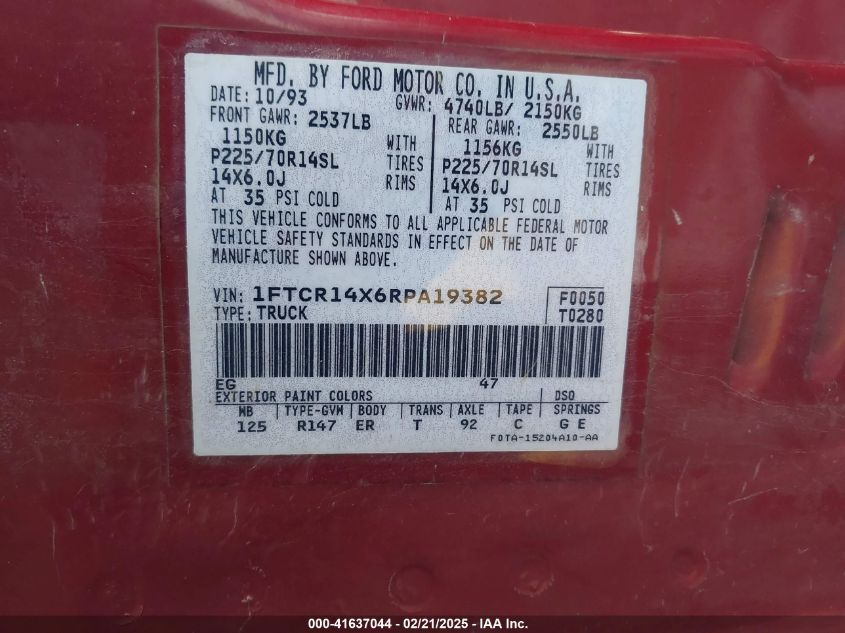 MFD. BY FORD MOTOR CO. IN U.S.A.
DATE: 10/93 GVWR: 4740LB/ 2150KG
FRONT GAWR: 2537LB REAR GAWR: 2550LB
1150KG WITH 1156KG WITH
P225/70R14SL TIRES P225/70R14SL TIRES
14X6.0J RIMS 14X6.0J RIMS
AT 35 PSI COLD AT 35 PSI COLD
THIS VEHICLE CONFORMS TO ALL APPLICABLE FEDERAL MOTOR
VEHICLE SAFETY STANDARDS IN EFFECT ON THE DATE OF
MANUFACTURE SHOWN ABOVE.
VIN: 1FTCR14X6RPA19382 F0050
TYPE: TRUCK T0280
EG 47
EXTERIOR PAINT COLORS DSO
WB TYPE-GVW BODY TRANS AXLE TAPE SPRINGS
125 R147 ER T 92 C G E
F0TA-15204A10-AA
000-41637044 / 02/21/2025 - IAA Inc.